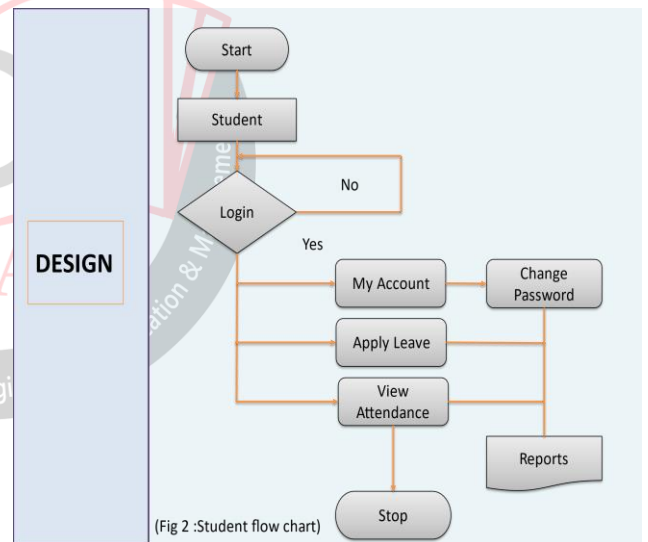 Start
Student
No
Login
Yes
DESIGN
My Account
Change
Password
Apply Leave
View
Attendance
Reports
Stop
(Fig 2 :Student flow chart)